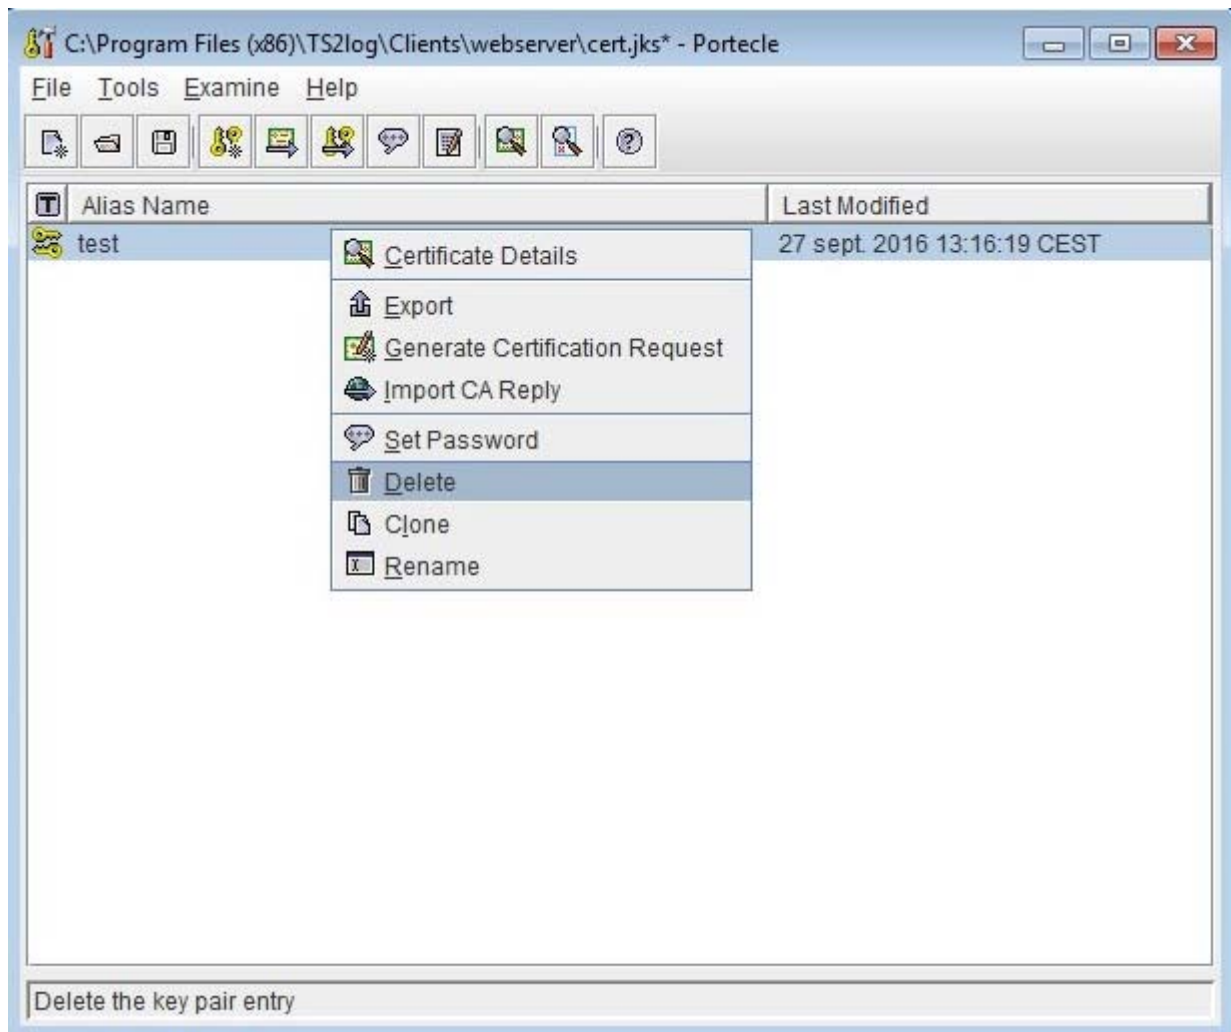 C:\Program Files (x86)\TS2log\Clients\webserver\cert.jks* - Portecle
File Tools Examine Help
T Alias Name Last Modified
test 27 sept. 2016 13:16:19 CEST
Certificate Details
Export
Generate Certification Request
Import CA Reply
Set Password
Delete
Clone
Rename
Delete the key pair entry